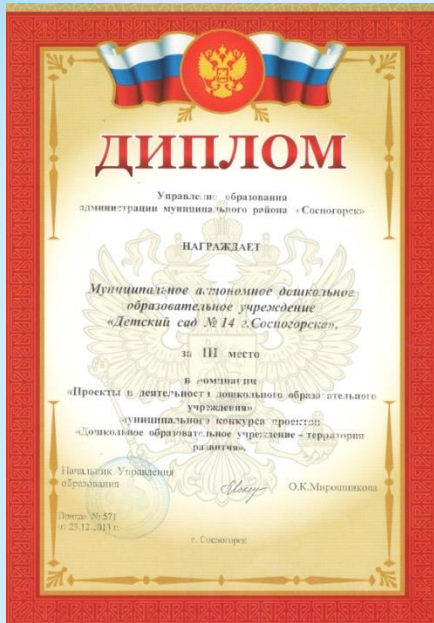 ДИПЛОМ
Управление образования
администрации муниципального района «Сосногорск»
НАГРАЖДАЕТ
Муниципальное автономное дошкольное
образовательное учреждение
«Детский сад № 14 г.Сосногорска»,
за III место
в номинации
«Проекты в деятельности дошкольного образовательного
учреждения»
муниципального конкурса проектов
«Дошкольное образовательное учреждение – территория
развития».
Начальник Управления
образования
О.К.Мирошникова
Приказ № 571
от 23.12.2013 г.
г. Сосногорск